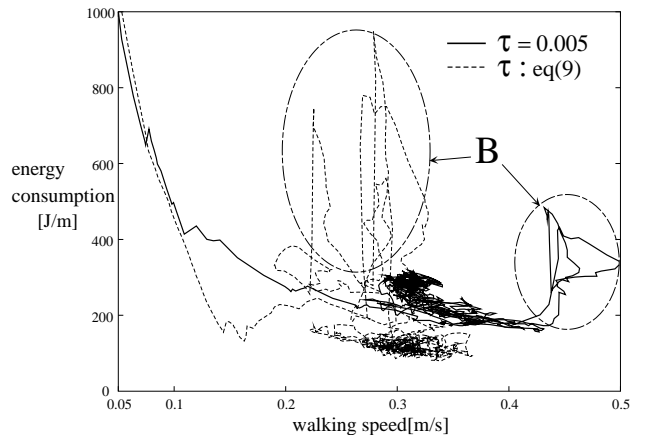 1000
800
600
400
200
0
energy
consumption
[J/m]
τ = 0.005
τ : eq(9)
B
0.05
0.1
0.2
0.3
0.4
0.5
walking speed[m/s]